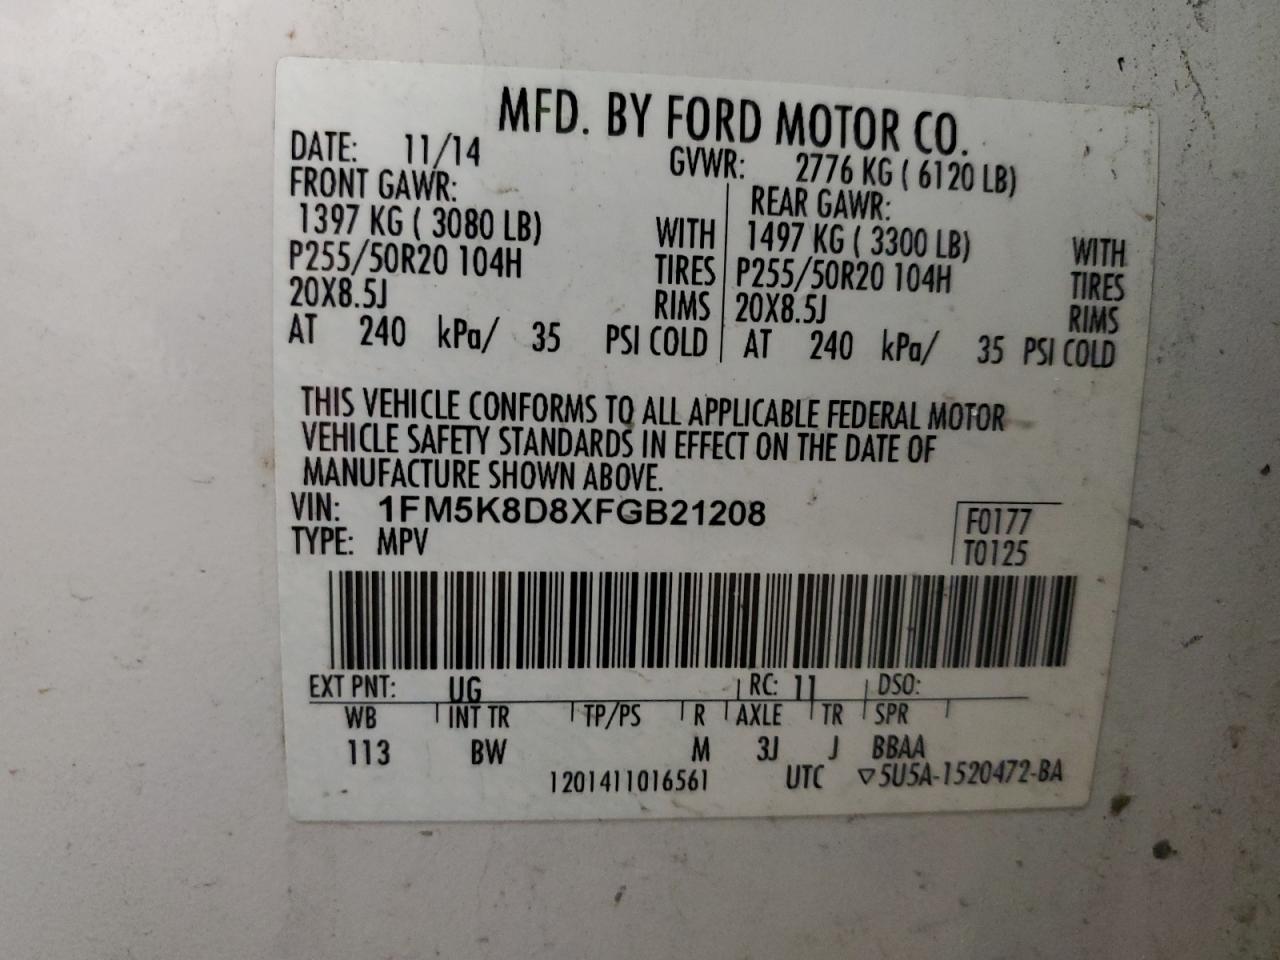 MFD. BY FORD MOTOR CO.
DATE: 11/14 GVWR: 2776 KG ( 6120 LB)
FRONT GAWR: REAR GAWR:
1397 KG ( 3080 LB) WITH 1497 KG ( 3300 LB) WITH
P255/50R20 104H TIRES P255/50R20 104H TIRES
20X8.5J RIMS 20X8.5J RIMS
AT 240 kPa/ 35 PSI COLD AT 240 kPa/ 35 PSI COLD
THIS VEHICLE CONFORMS TO ALL APPLICABLE FEDERAL MOTOR
VEHICLE SAFETY STANDARDS IN EFFECT ON THE DATE OF
MANUFACTURE SHOWN ABOVE.
VIN: 1FM5K8D8XFGB21208 F0177
TYPE: MPV T0125
EXT PNT: UG RC: 11 DSO:
WB INT TR TP/PS R AXLE TR SPR
113 BW M 3J J BBAA
1201411016561 UTC ▽5U5A-1520472-BA